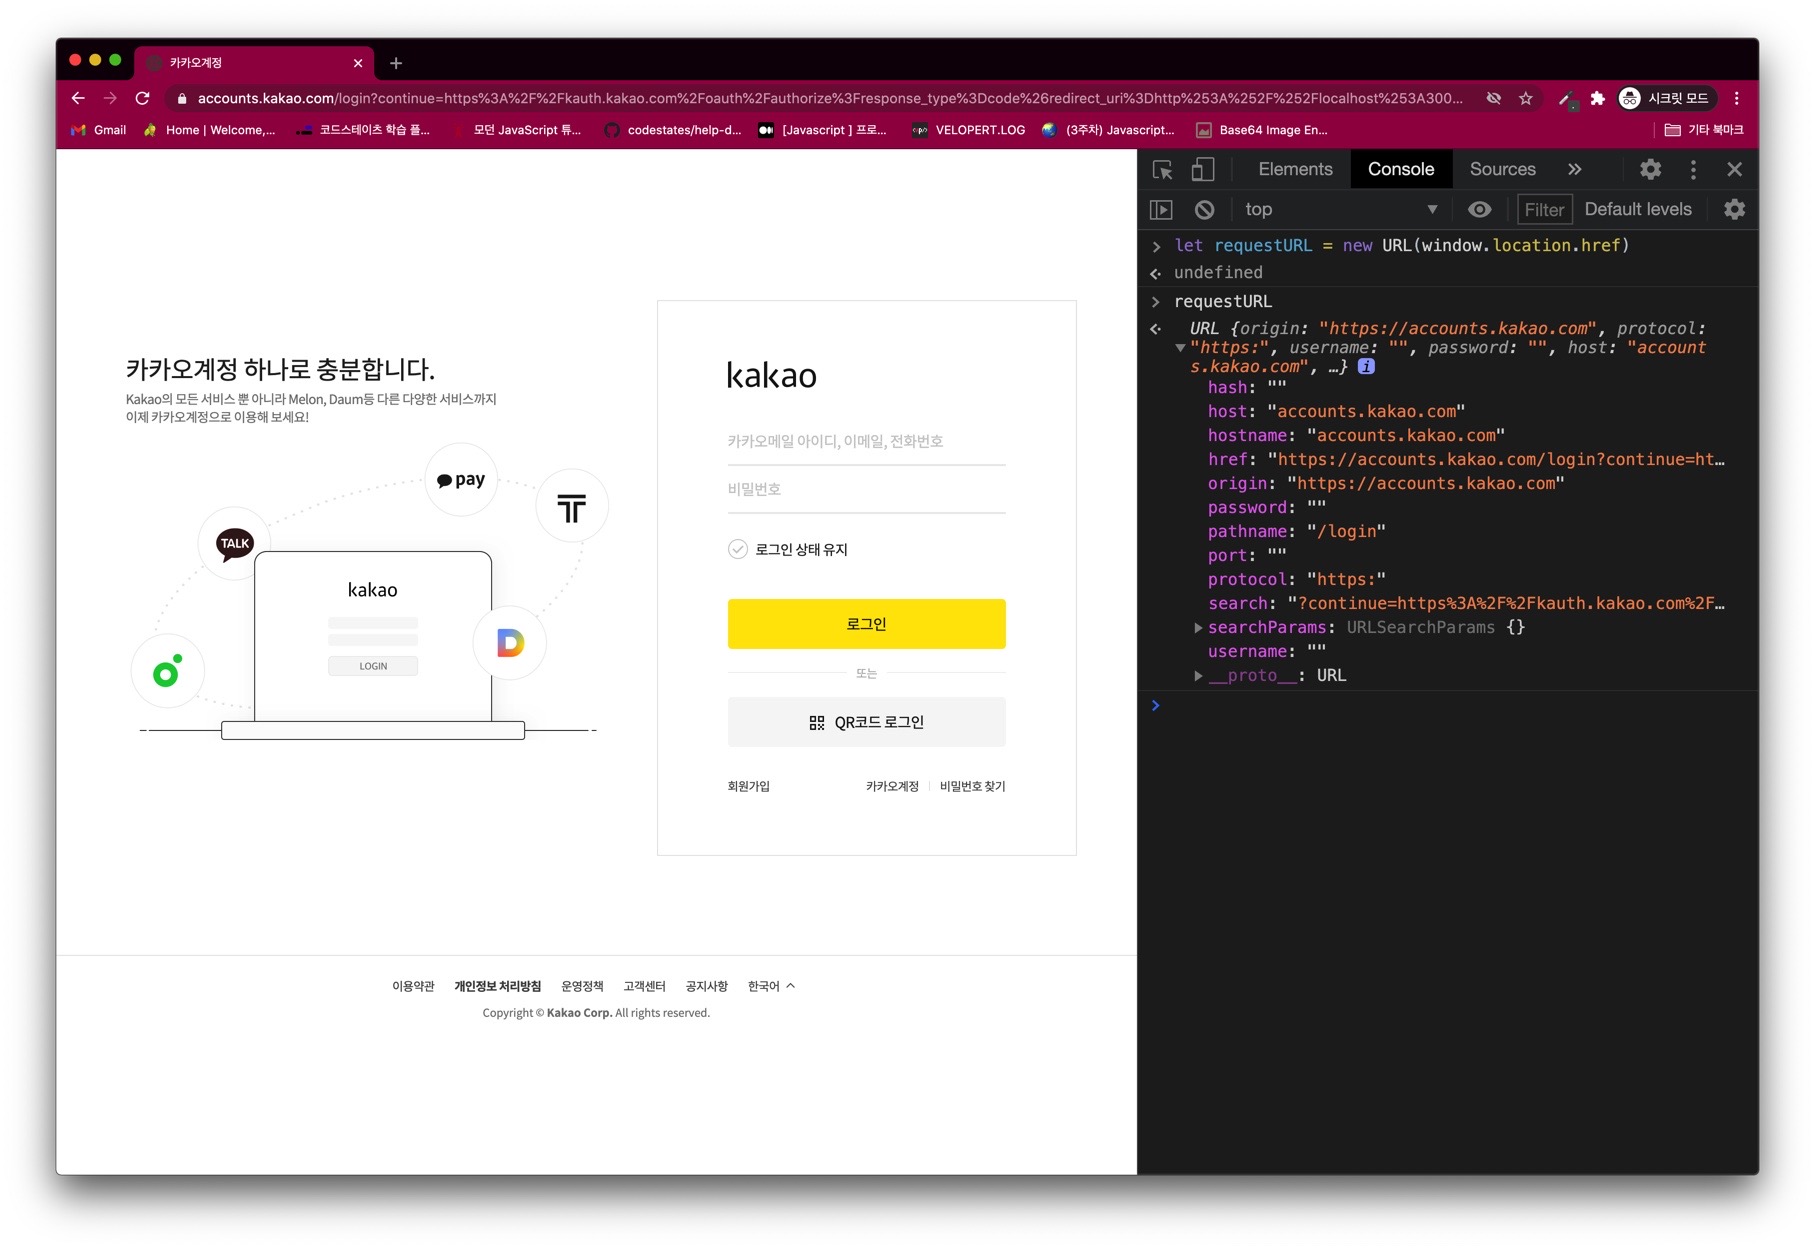 카카오계정
accounts.kakao.com/login?continue=https%3A%2F%2Fkauth.kakao.com%2Foauth%2Fauthorize%3Fresponse_type%3Dcode%26redirect_uri%3Dhttp%253A%252F%252Flocalhost%253A300...
시크릿 모드
Gmail
Home | Welcome,...
코드스테이츠 학습 플...
모던 JavaScript 튜...
codestates/help-d...
[Javascript ] 프로...
VELOPERT.LOG
(3주차) Javascript...
Base64 Image En...
기타 북마크
카카오계정 하나로 충분합니다.
Kakao의 모든 서비스 뿐 아니라 Melon, Daum등 다른 다양한 서비스까지
이제 카카오계정으로 이용해 보세요!
pay
TALK
kakao
LOGIN
kakao
카카오메일 아이디, 이메일, 전화번호
비밀번호
로그인 상태 유지
로그인
또는
QR코드 로그인
회원가입
카카오계정
비밀번호 찾기
이용약관 개인정보 처리방침 운영정책 고객센터 공지사항 한국어
Copyright © Kakao Corp. All rights reserved.
Elements Console Sources
top Filter Default levels
let requestURL = new URL(window.location.href)
undefined
requestURL
URL {origin: "https://accounts.kakao.com", protocol:
"https:", username: "", password: "", host: "account
s.kakao.com", …} i
hash: ""
host: "accounts.kakao.com"
hostname: "accounts.kakao.com"
href: "https://accounts.kakao.com/login?continue=ht…
origin: "https://accounts.kakao.com"
password: ""
pathname: "/login"
port: ""
protocol: "https:"
search: "?continue=https%3A%2F%2Fkauth.kakao.com%2F…
searchParams: URLSearchParams {}
username: ""
__proto__: URL